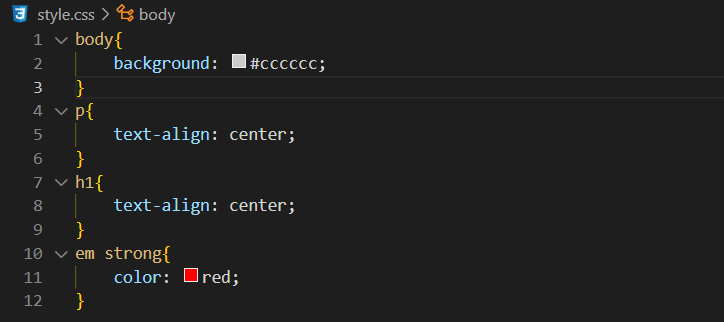 style.css > body
1 body{
2 background: #cccccc;
3 }
4 p{
5 text-align: center;
6 }
7 h1{
8 text-align: center;
9 }
10 em strong{
11 color: red;
12 }